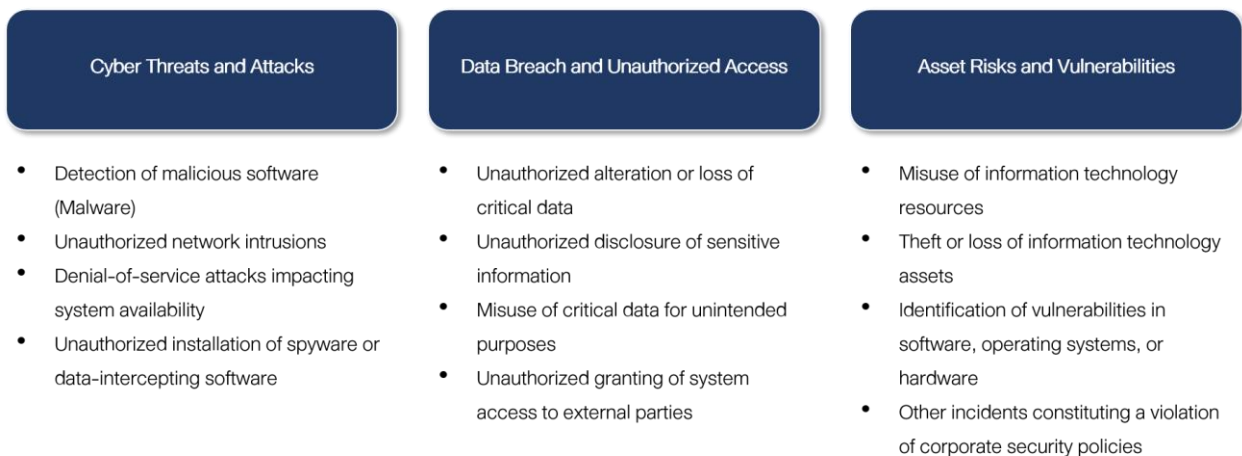 Cyber Threats and Attacks
• Detection of malicious software
(Malware)
• Unauthorized network intrusions
• Denial-of-service attacks impacting
system availability
• Unauthorized installation of spyware or
data-intercepting software
Data Breach and Unauthorized Access
• Unauthorized alteration or loss of
critical data
• Unauthorized disclosure of sensitive
information
• Misuse of critical data for unintended
purposes
• Unauthorized granting of system
access to external parties
Asset Risks and Vulnerabilities
• Misuse of information technology
resources
• Theft or loss of information technology
assets
• Identification of vulnerabilities in
software, operating systems, or
hardware
• Other incidents constituting a violation
of corporate security policies